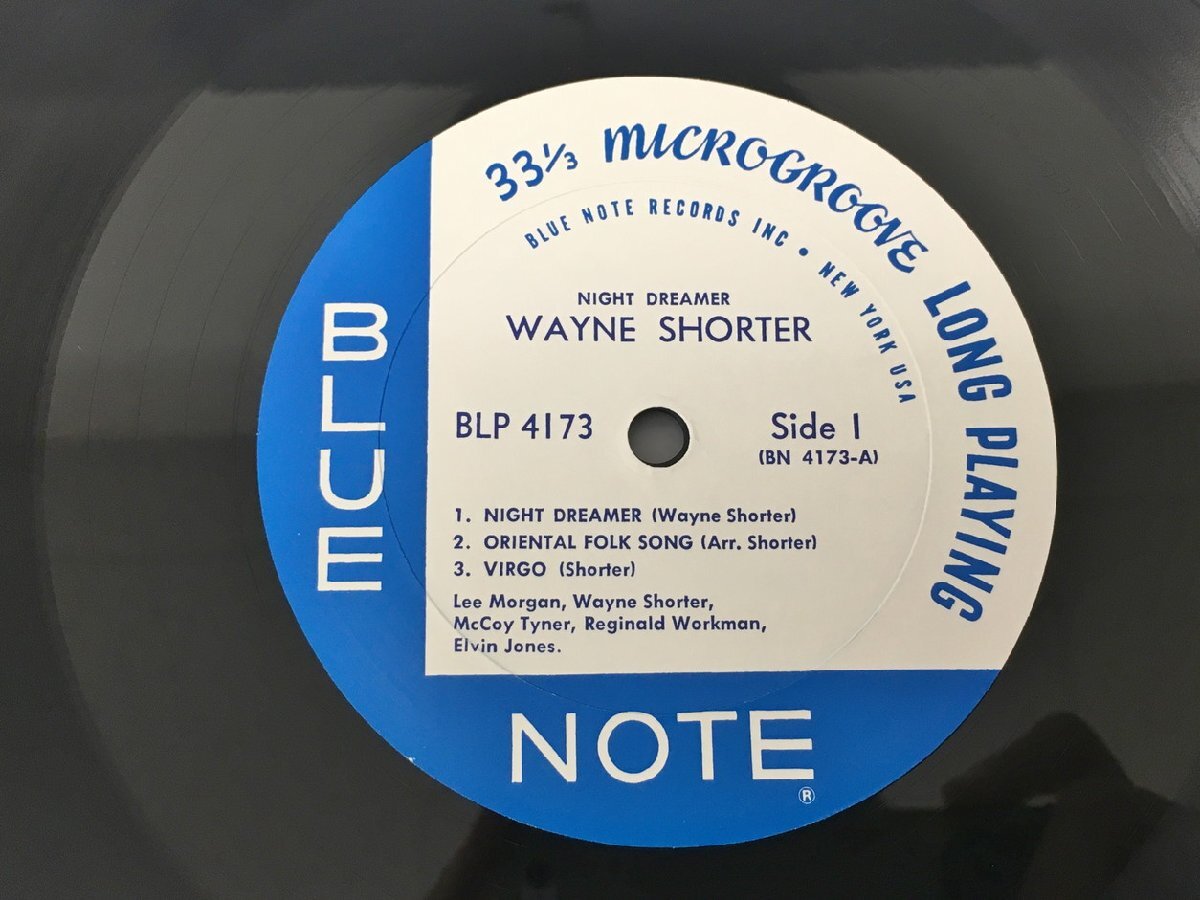 33⅓ MICROGROOVE LONG PLAYING
BLUE NOTE RECORDS INC • NEW YORK USA
NIGHT DREAMER
WAYNE SHORTER
BLP 4173
Side 1
(BN 4173-A)
1. NIGHT DREAMER (Wayne Shorter)
2. ORIENTAL FOLK SONG (Arr. Shorter)
3. VIRGO (Shorter)
Lee Morgan, Wayne Shorter,
McCoy Tyner, Reginald Workman,
Elvin Jones.
BLUE
NOTE
®